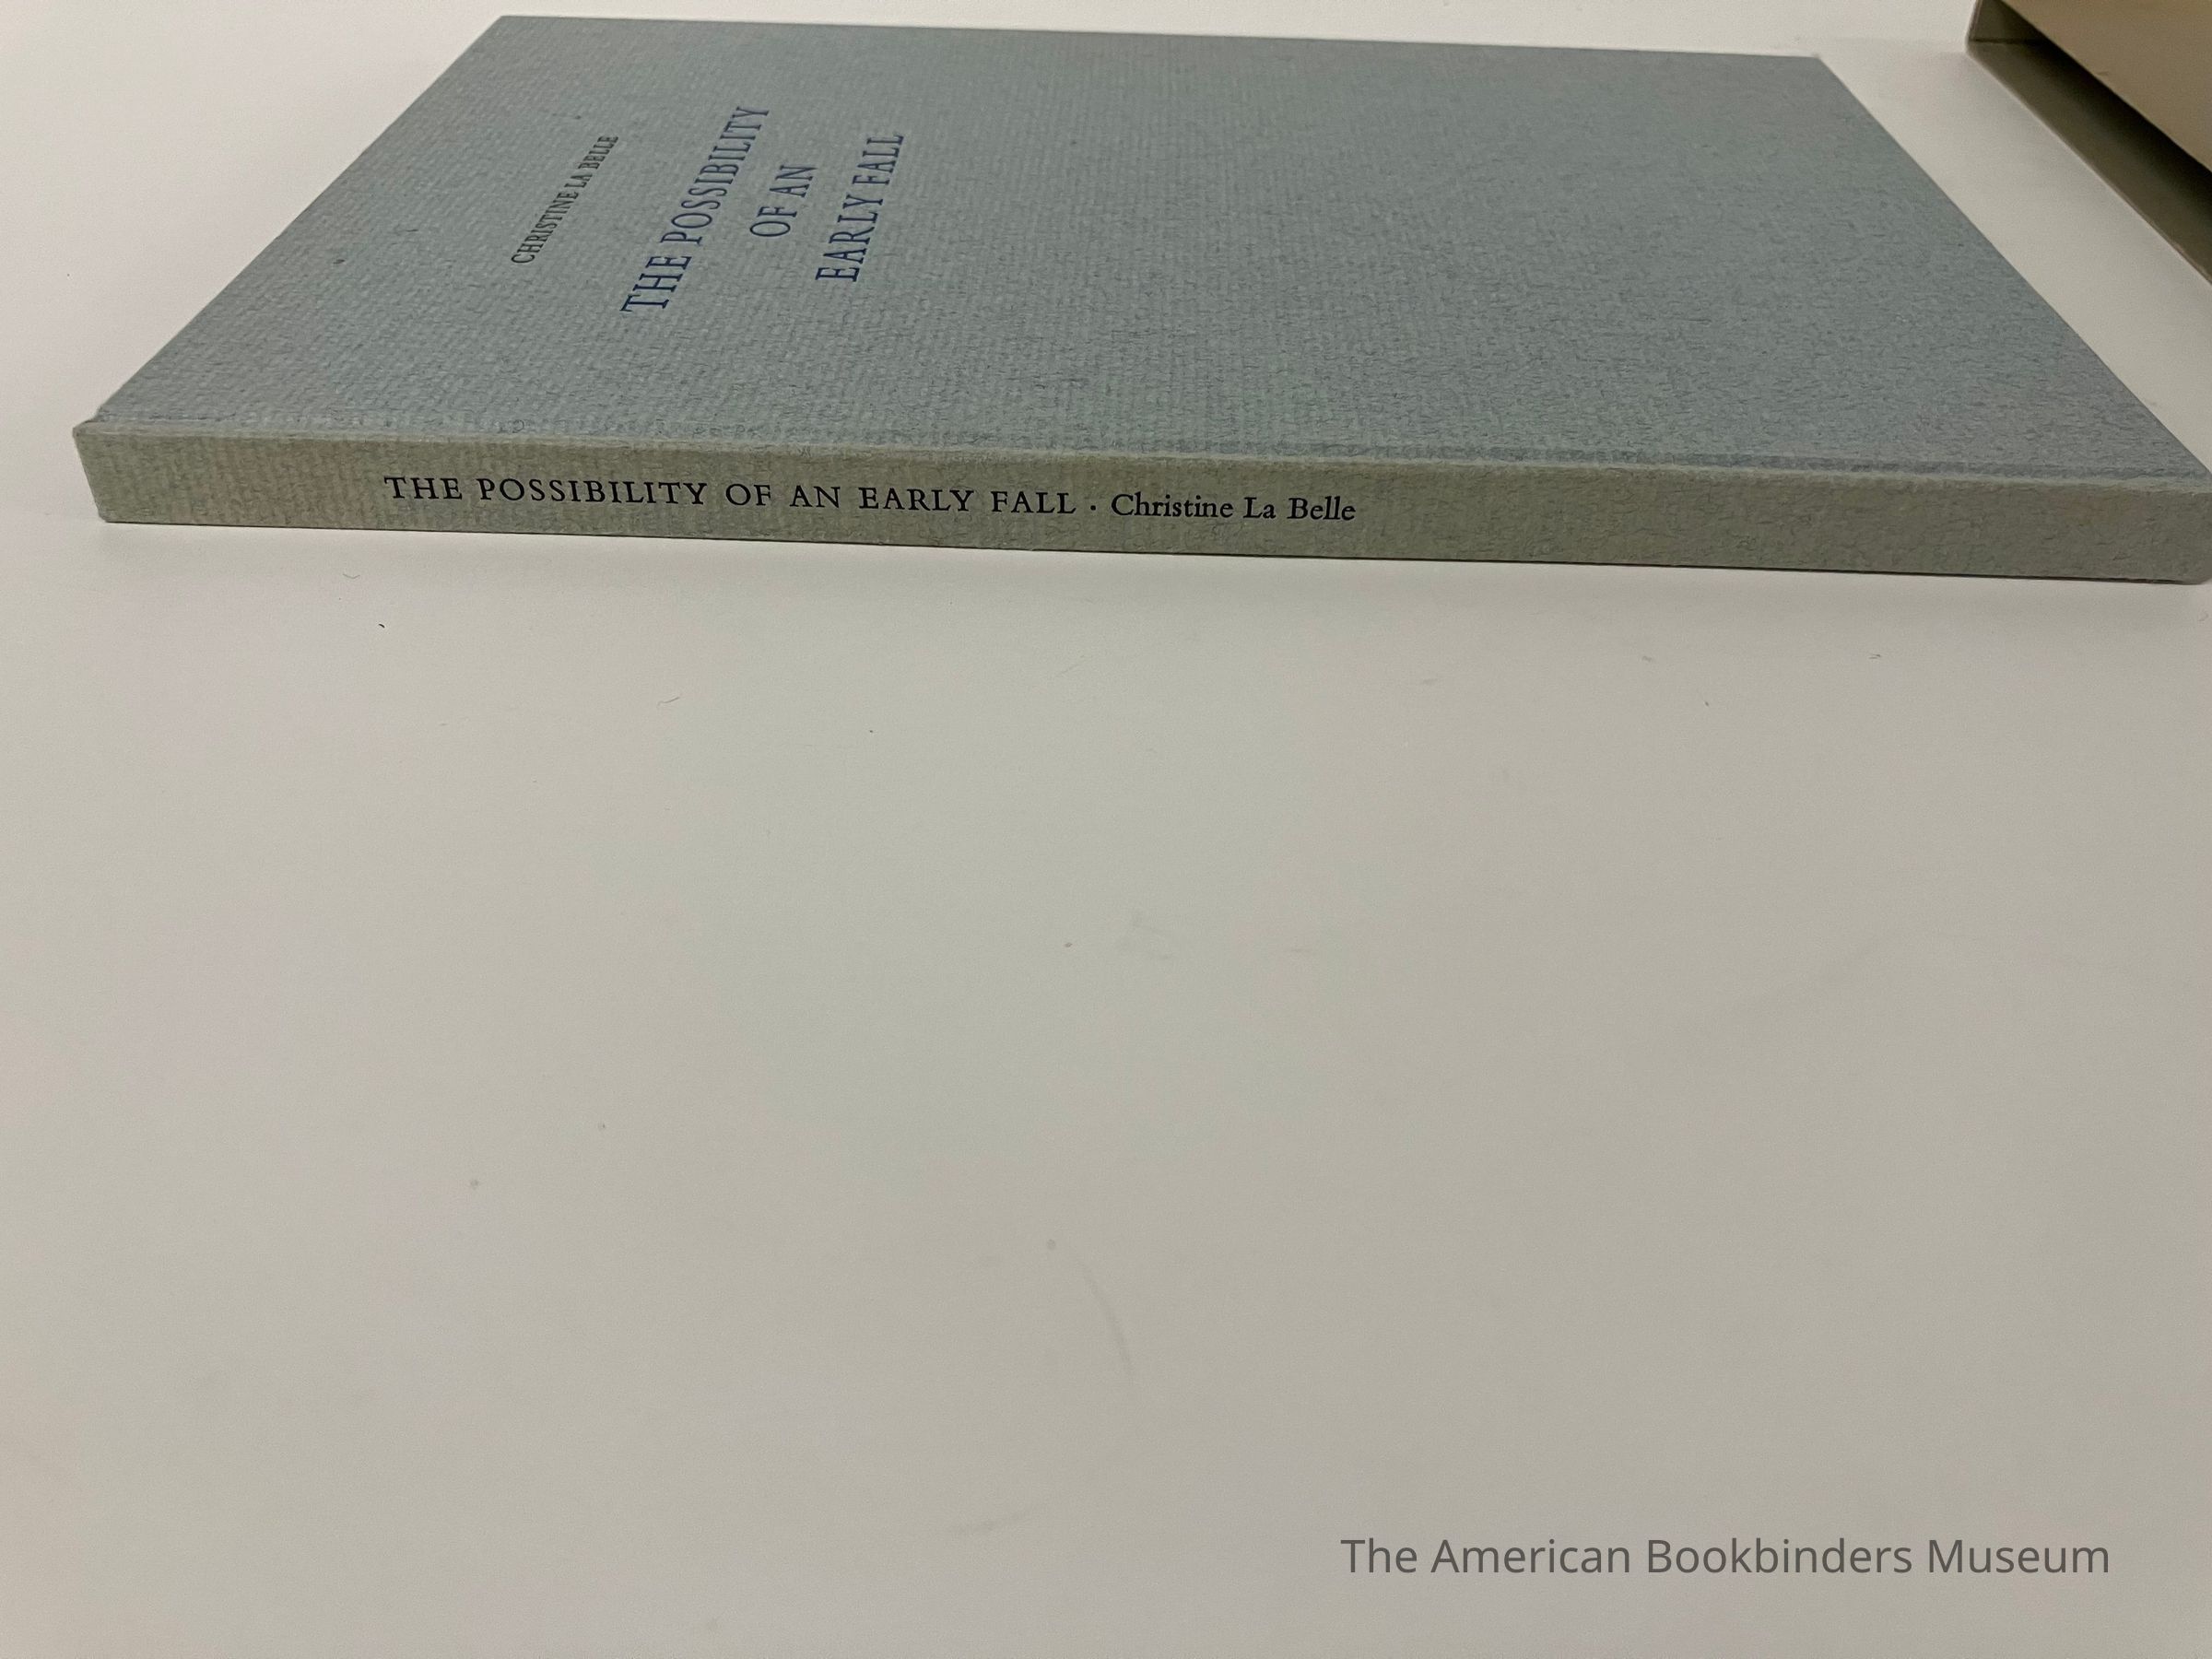 CHRISTINE LA BELLE
THE POSSIBILITY
OF AN
EARLY FALL
THE POSSIBILITY OF AN EARLY FALL · Christine La Belle
The American Bookbinders Museum